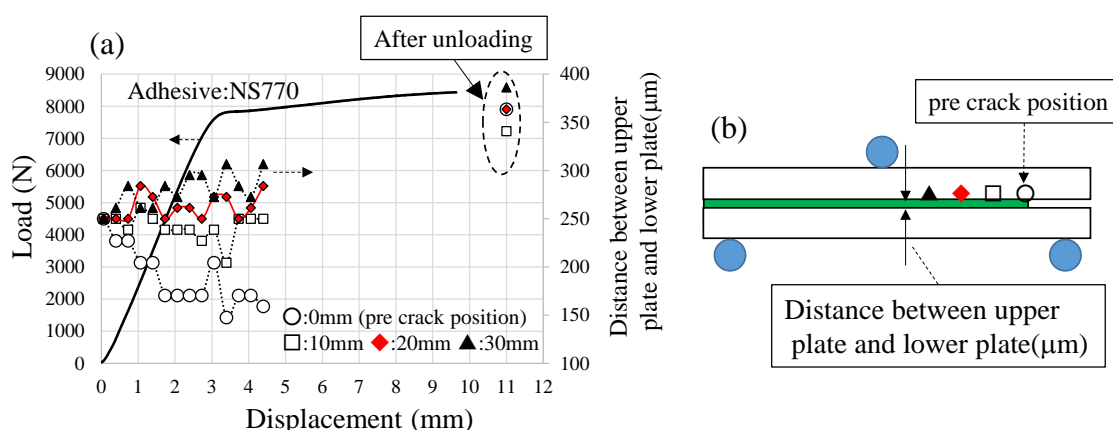 (a)
After unloading
Adhesive:NS770
Load (N)
9000
8000
7000
6000
5000
4000
3000
2000
1000
0
400
350
300
250
200
150
100
Distance between upper
plate and lower plate(μm)
○:0mm (pre crack position)
□:10mm ◆:20mm ▲:30mm
0 1 2 3 4 5 6 7 8 9 10 11 12
Displacement (mm)
(b)
pre crack position
Distance between upper
plate and lower plate(μm)